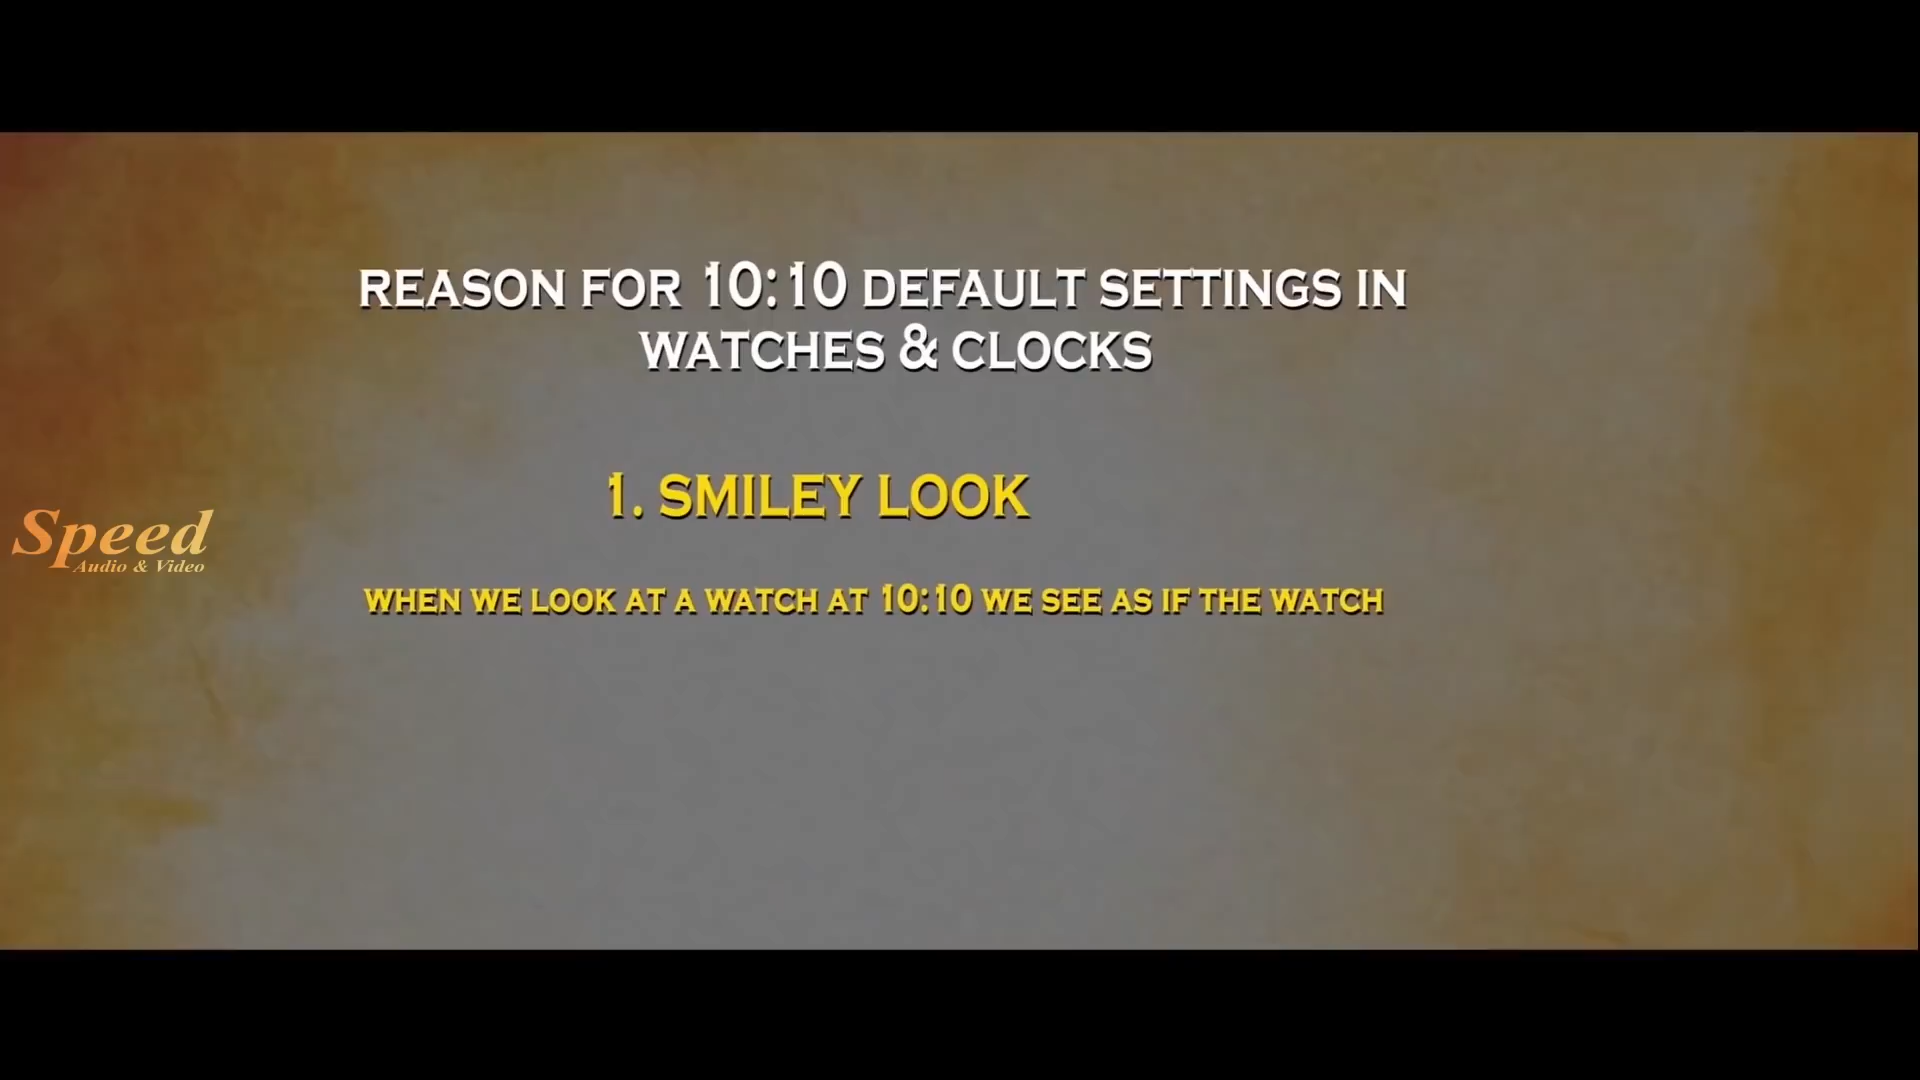 REASON FOR 10:10 DEFAULT SETTINGS IN
WATCHES & CLOCKS
1. SMILEY LOOK
Speed
Audio & Video
WHEN WE LOOK AT A WATCH AT 10:10 WE SEE AS IF THE WATCH